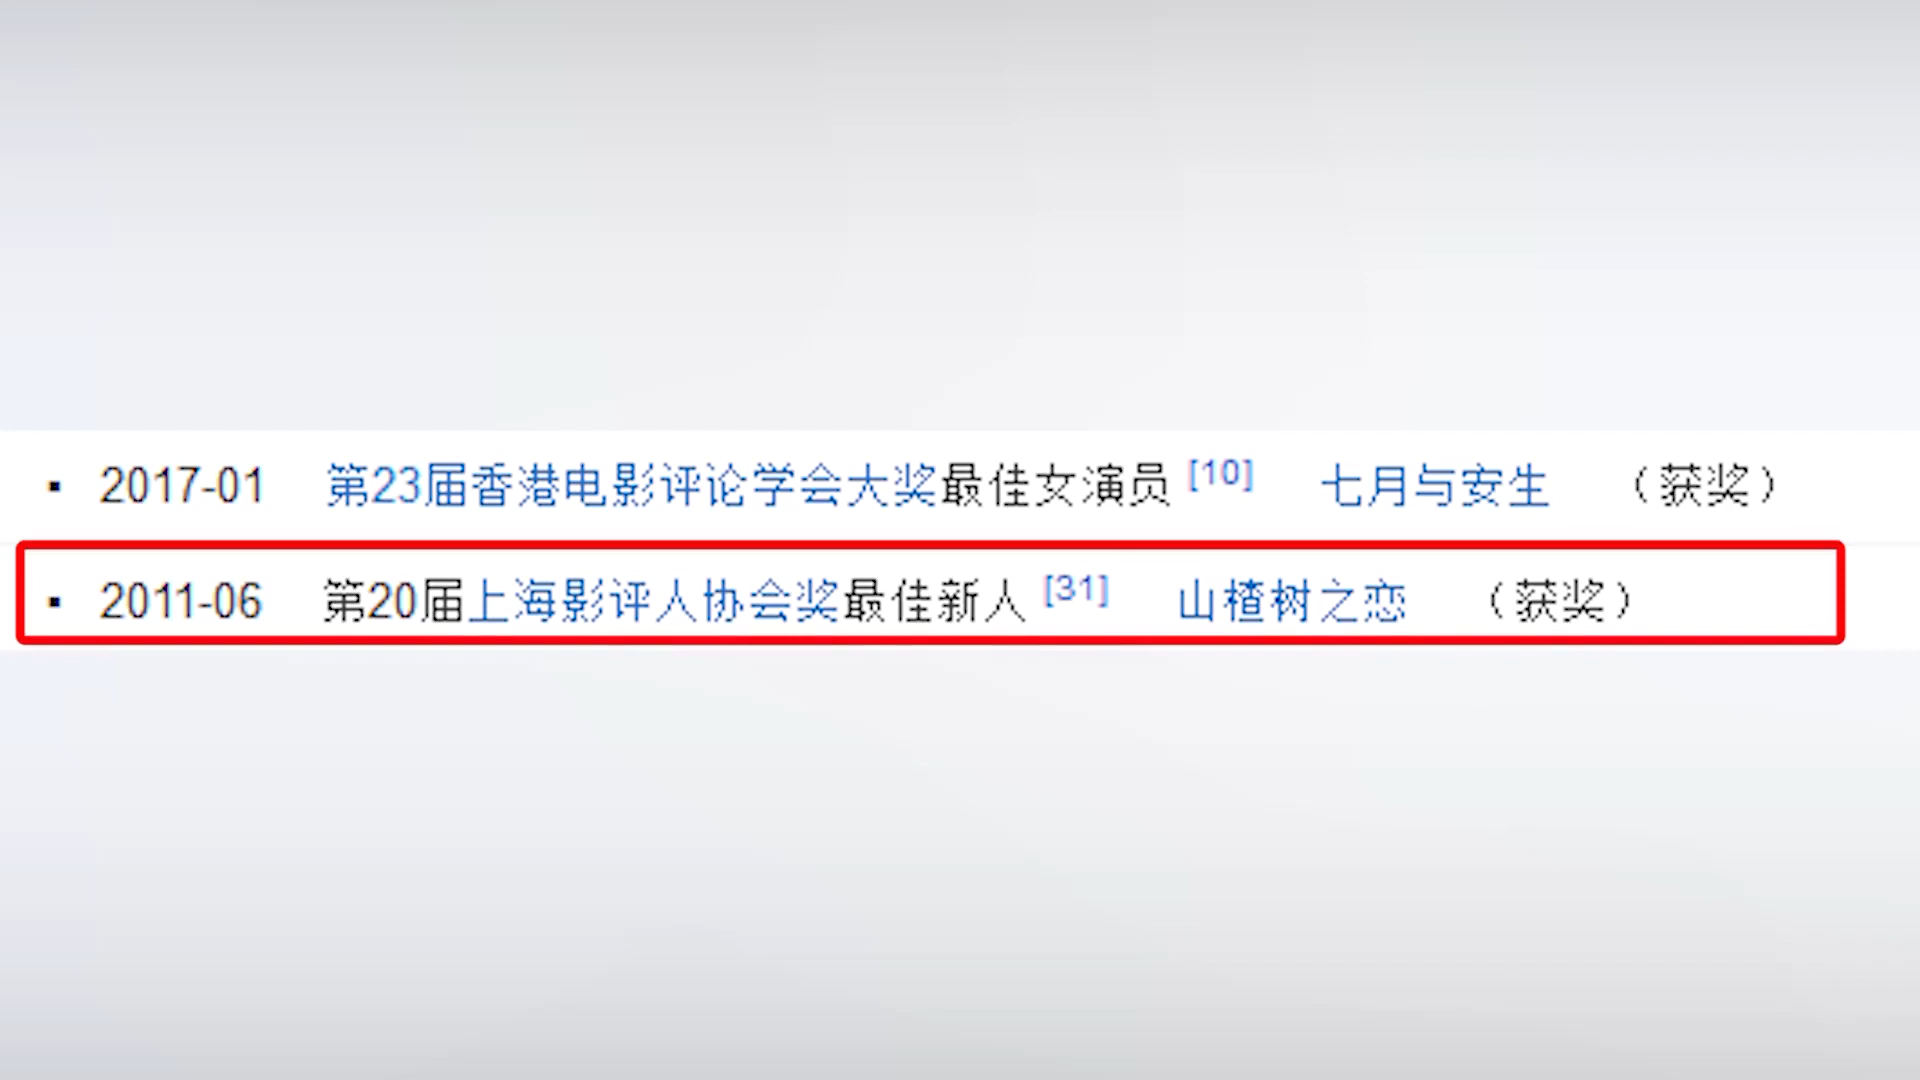 ▪ 2017-01 第23届香港电影评论学会大奖最佳女演员 [10] 七月与安生 （获奖）
▪ 2011-06 第20届上海影评人协会奖最佳新人 [31] 山楂树之恋 （获奖）